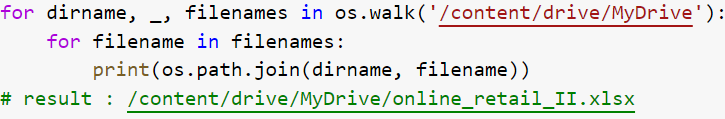 for dirname, _, filenames in os.walk('/content/drive/MyDrive'):
    for filename in filenames:
        print(os.path.join(dirname, filename))
# result : /content/drive/MyDrive/online_retail_II.xlsx